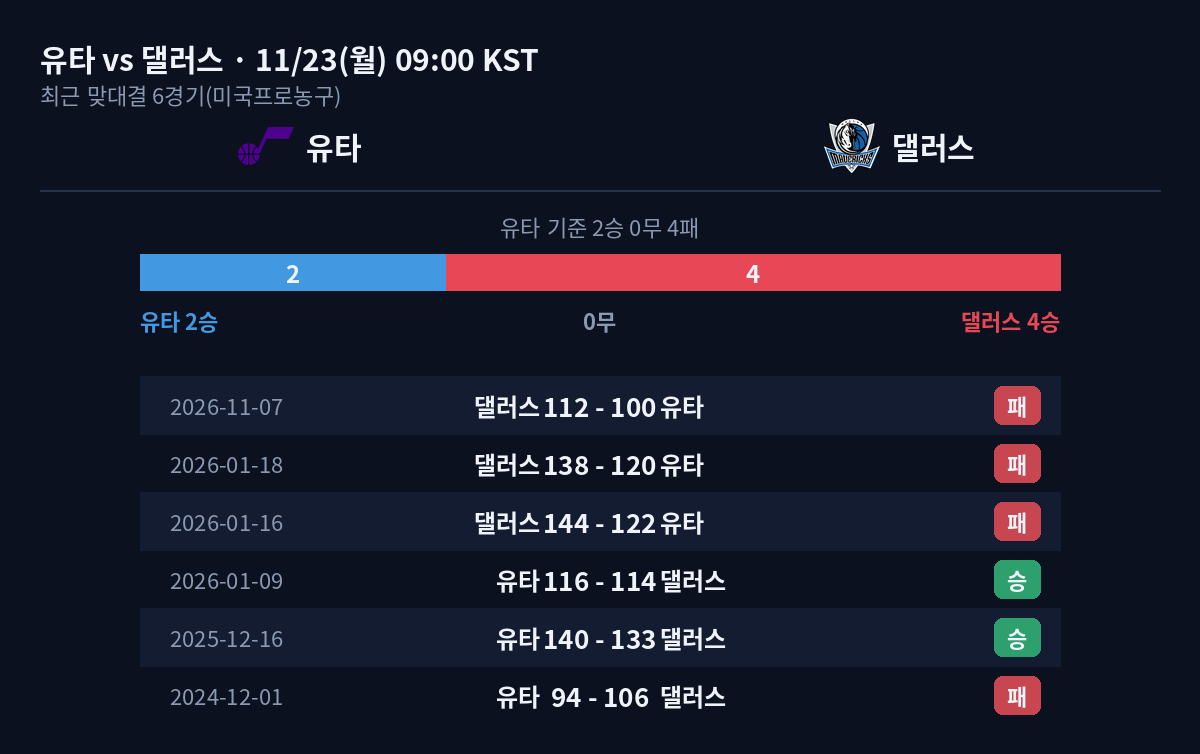 유타 vs 댈러스 · 11/23(월) 09:00 KST
최근 맞대결 6경기(미국프로농구)
유타
MAVERICKS 댈러스
유타 기준 2승 0무 4패
2 4
유타 2승 0무 댈러스 4승
2026-11-07 댈러스 112 - 100 유타 패
2026-01-18 댈러스 138 - 120 유타 패
2026-01-16 댈러스 144 - 122 유타 패
2026-01-09 유타 116 - 114 댈러스 승
2025-12-16 유타 140 - 133 댈러스 승
2024-12-01 유타 94 - 106 댈러스 패